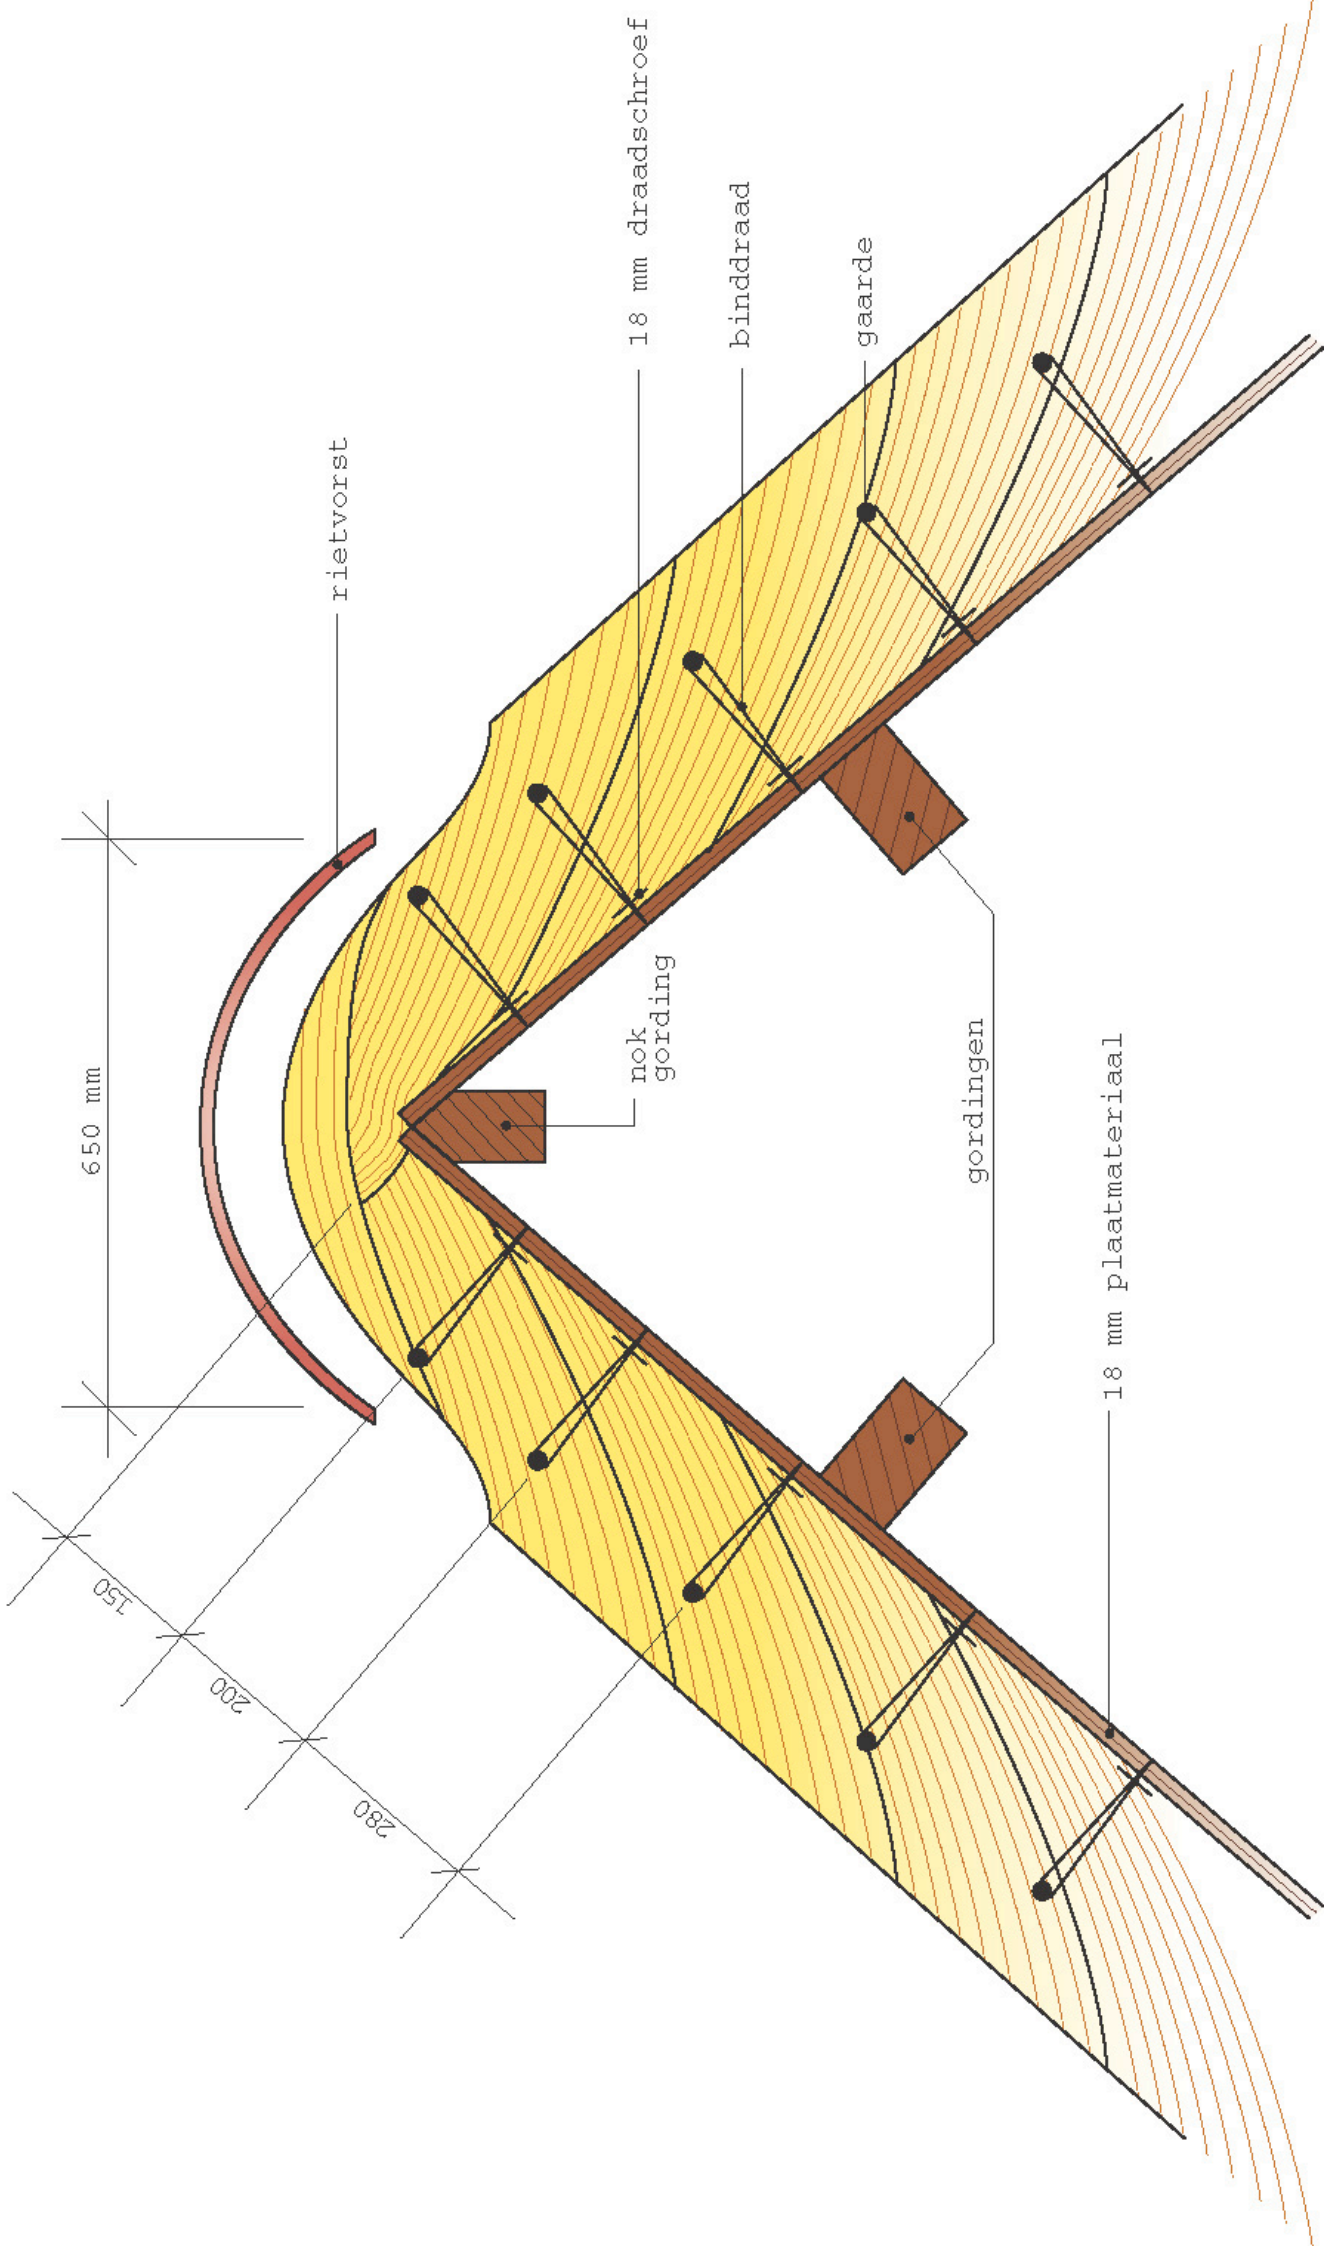 650 mm
150
200
280
rietvorst
18 mm draadschroef
binddraad
gaarde
nok
gording
gordingen
18 mm plaatmateriaal